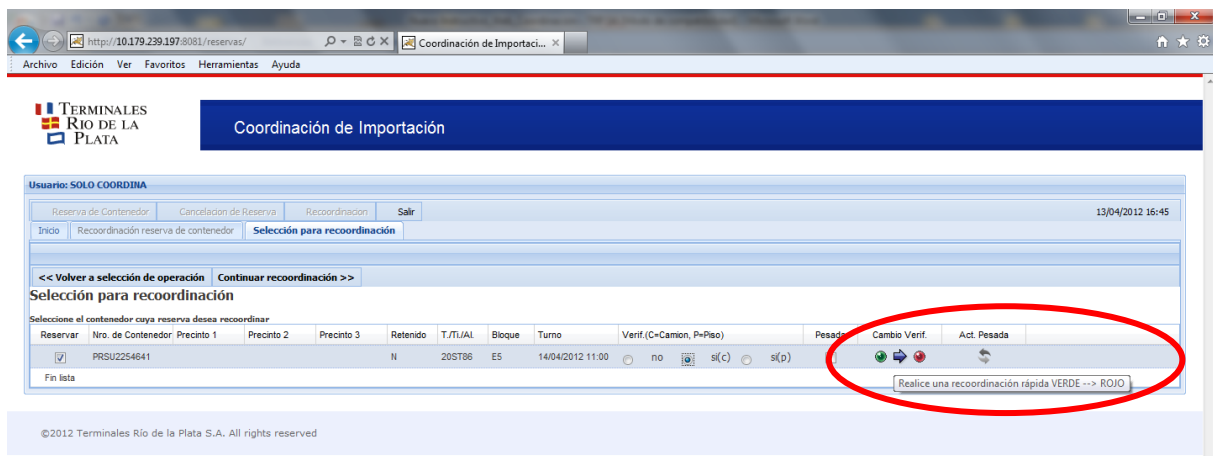 http://10.179.239.197:8081/reservas/
Coordinación de Importaci...
Archivo Edición Ver Favoritos Herramientas Ayuda
TERMINALES
RIO DE LA
PLATA
Coordinación de Importación
Usuario: SOLO COORDINA
Reserva de Contenedor Cancelacion de Reserva Recoordinacion Salir 13/04/2012 16:45
Inicio Recoordinación reserva de contenedor Selección para recoordinación
<< Volver a selección de operación Continuar recoordinación >>
Selección para recoordinación
Seleccione el contenedor cuya reserva desea recoordinar
Reservar Nro. de Contenedor Precinto 1 Precinto 2 Precinto 3 Retenido T./Ti./Al. Bloque Turno Verif.(C=Camion, P=Piso) Pesada Cambio Verif. Act. Pesada
PRSU2254641 N 20ST86 E5 14/04/2012 11:00 no si(c) si(p)
Fin lista
Realice una recoordinación rápida VERDE --> ROJO
©2012 Terminales Río de la Plata S.A. All rights reserved